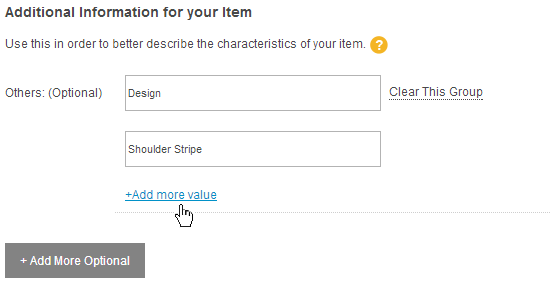 Additional Information for your Item
Use this in order to better describe the characteristics of your item. ?
Others: (Optional) Design Clear This Group
Shoulder Stripe
+Add more value
+ Add More Optional